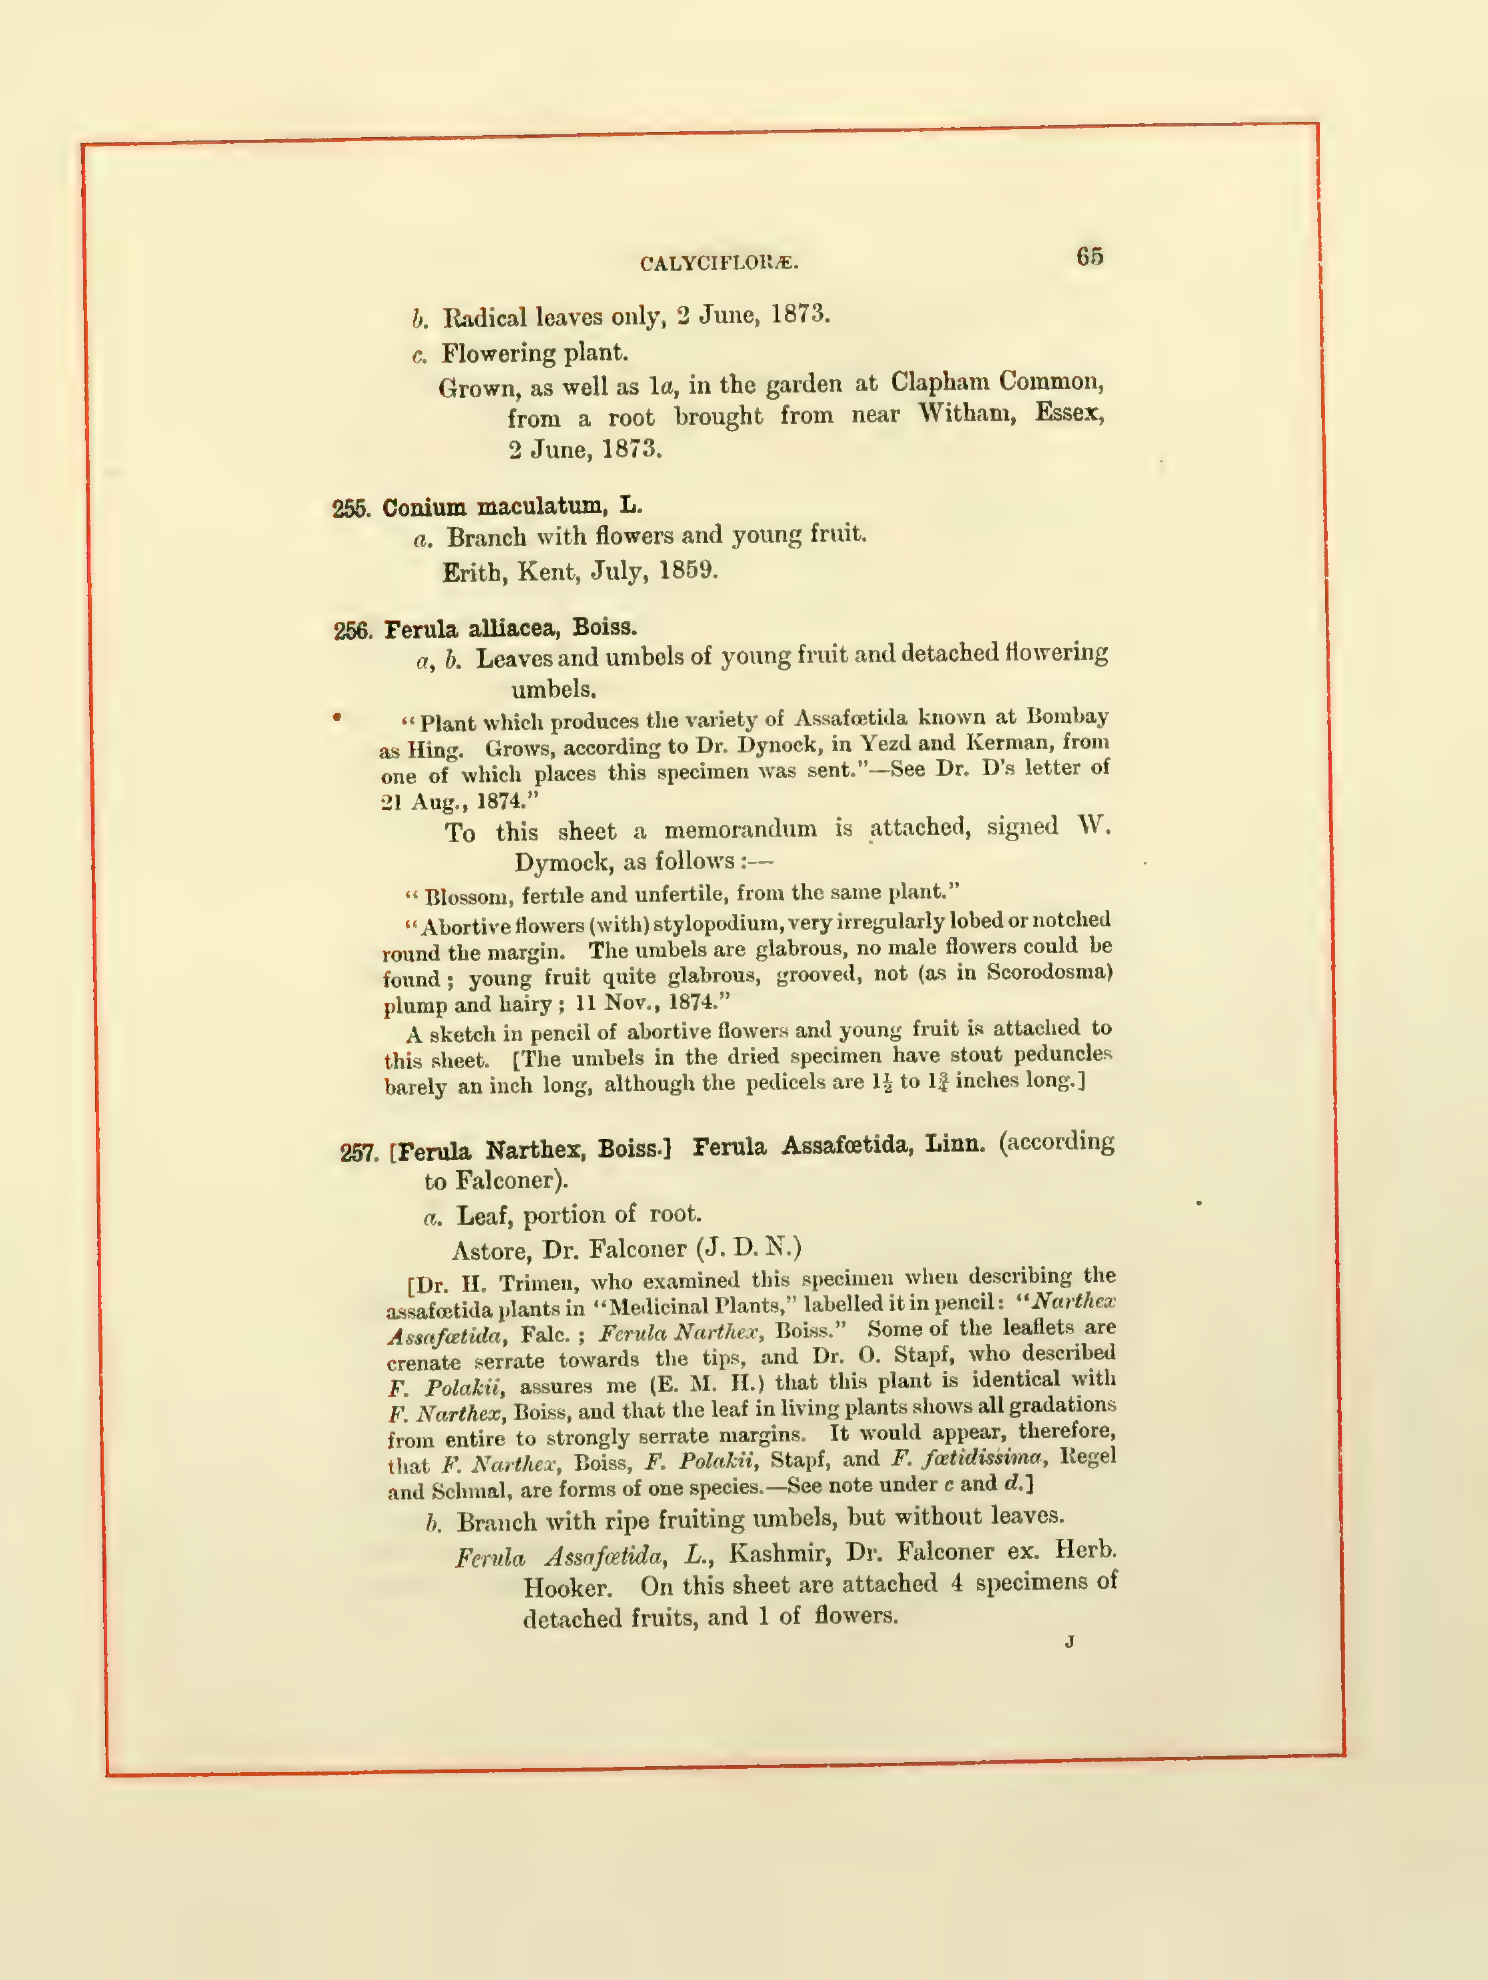 CALYCIFLORÆ. 65
b. Radical leaves only, 2 June, 1873.
c. Flowering plant.
Grown, as well as 1a, in the garden at Clapham Common,
from a root brought from near Witham, Essex,
2 June, 1873.
255. Conium maculatum, L.
a. Branch with flowers and young fruit.
Erith, Kent, July, 1859.
256. Ferula alliacea, Boiss.
a, b. Leaves and umbels of young fruit and detached flowering
umbels.
“Plant which produces the variety of Assafœtida known at Bombay
as Hing. Grows, according to Dr. Dynock, in Yezd and Kerman, from
one of which places this specimen was sent.”—See Dr. D’s letter of
21 Aug., 1874.”
To this sheet a memorandum is attached, signed W.
Dymock, as follows :—
“Blossom, fertile and unfertile, from the same plant.”
“Abortive flowers (with) stylopodium, very irregularly lobed or notched
round the margin. The umbels are glabrous, no male flowers could be
found ; young fruit quite glabrous, grooved, not (as in Scorodosma)
plump and hairy ; 11 Nov., 1874.”
A sketch in pencil of abortive flowers and young fruit is attached to
this sheet. [The umbels in the dried specimen have stout peduncles
barely an inch long, although the pedicels are 1½ to 1¾ inches long.]
257. [Ferula Narthex, Boiss.] Ferula Assafœtida, Linn. (according
to Falconer).
a. Leaf, portion of root.
Astore, Dr. Falconer (J. D. N.)
[Dr. H. Trimen, who examined this specimen when describing the
assafœtida plants in “Medicinal Plants,” labelled it in pencil: “Narthex
Assafœtida, Falc. ; Ferula Narthex, Boiss.” Some of the leaflets are
crenate serrate towards the tips, and Dr. O. Stapf, who described
F. Polakii, assures me (E. M. H.) that this plant is identical with
F. Narthex, Boiss, and that the leaf in living plants shows all gradations
from entire to strongly serrate margins. It would appear, therefore,
that F. Narthex, Boiss, F. Polakii, Stapf, and F. fœtidissima, Regel
and Schmal, are forms of one species.—See note under c and d.]
b. Branch with ripe fruiting umbels, but without leaves.
Ferula Assafœtida, L., Kashmir, Dr. Falconer ex. Herb.
Hooker. On this sheet are attached 4 specimens of
detached fruits, and 1 of flowers.
J